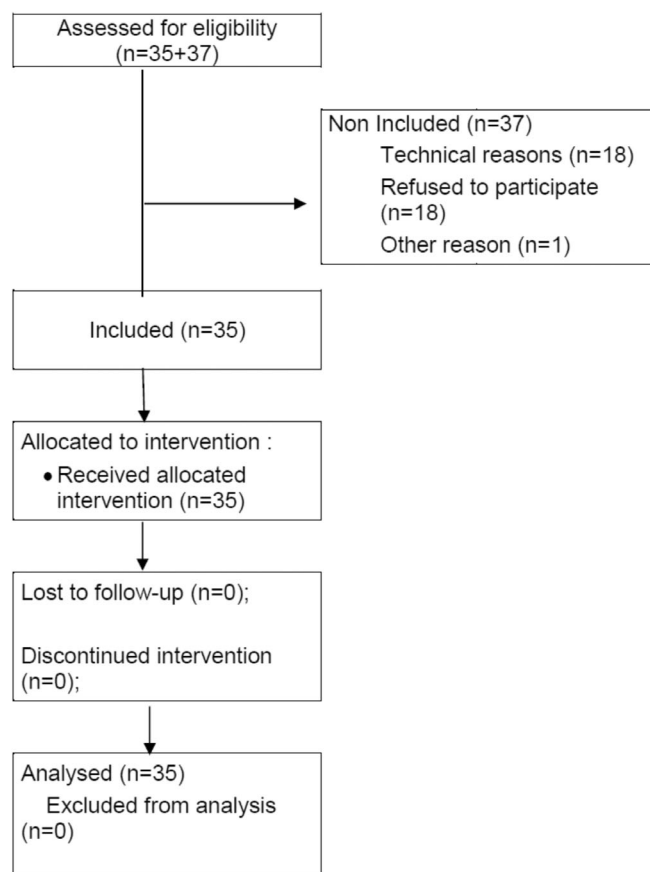 Assessed for eligibility
(n=35+37)
Non Included (n=37)
Technical reasons (n=18)
Refused to participate
(n=18)
Other reason (n=1)
Included (n=35)
Allocated to intervention :
• Received allocated
intervention (n=35)
Lost to follow-up (n=0);
Discontinued intervention
(n=0);
Analysed (n=35)
Excluded from analysis
(n=0)